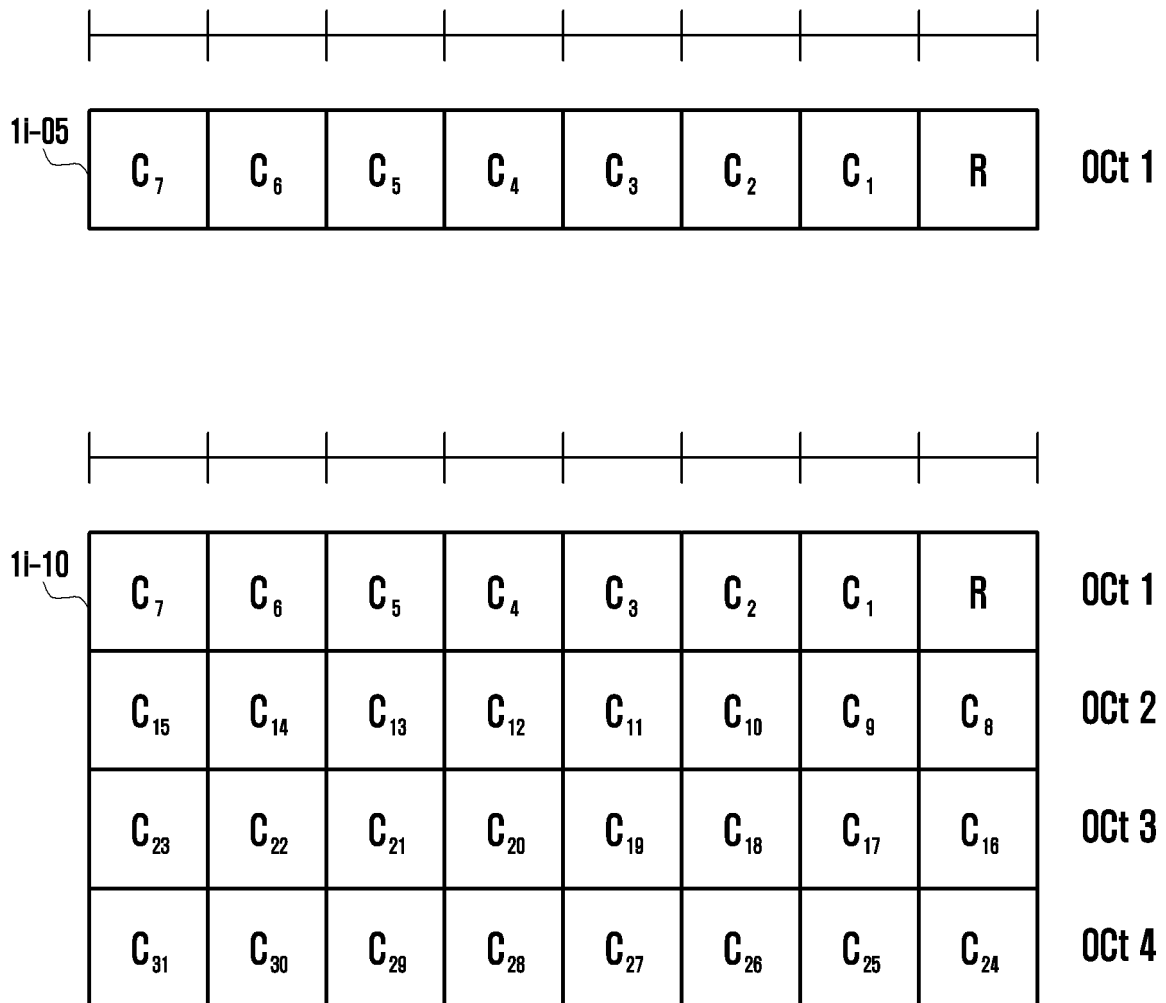 1i-05
C7 C6 C5 C4 C3 C2 C1 R OCt 1
1i-10
C7 C6 C5 C4 C3 C2 C1 R OCt 1
C15 C14 C13 C12 C11 C10 C9 C8 OCt 2
C23 C22 C21 C20 C19 C18 C17 C16 OCt 3
C31 C30 C29 C28 C27 C26 C25 C24 OCt 4